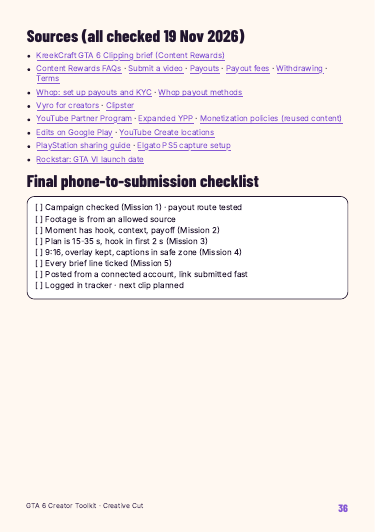 Sources (all checked 19 Nov 2026)
• KreekCraft GTA 6 Clipping brief (Content Rewards)
• Content Rewards FAQs · Submit a video · Payouts · Payout fees · Withdrawing ·
Terms
• Whop: set up payouts and KYC · Whop payout methods
• Vyro for creators · Clipster
• YouTube Partner Program · Expanded YPP · Monetization policies (reused content)
• Edits on Google Play · YouTube Create locations
• PlayStation sharing guide · Elgato PS5 capture setup
• Rockstar: GTA VI launch date
Final phone-to-submission checklist
[ ] Campaign checked (Mission 1) · payout route tested
[ ] Footage is from an allowed source
[ ] Moment has hook, context, payoff (Mission 2)
[ ] Plan is 15-35 s, hook in first 2 s (Mission 3)
[ ] 9:16, overlay kept, captions in safe zone (Mission 4)
[ ] Every brief line ticked (Mission 5)
[ ] Posted from a connected account, link submitted fast
[ ] Logged in tracker · next clip planned
GTA 6 Creator Toolkit · Creative Cut
36